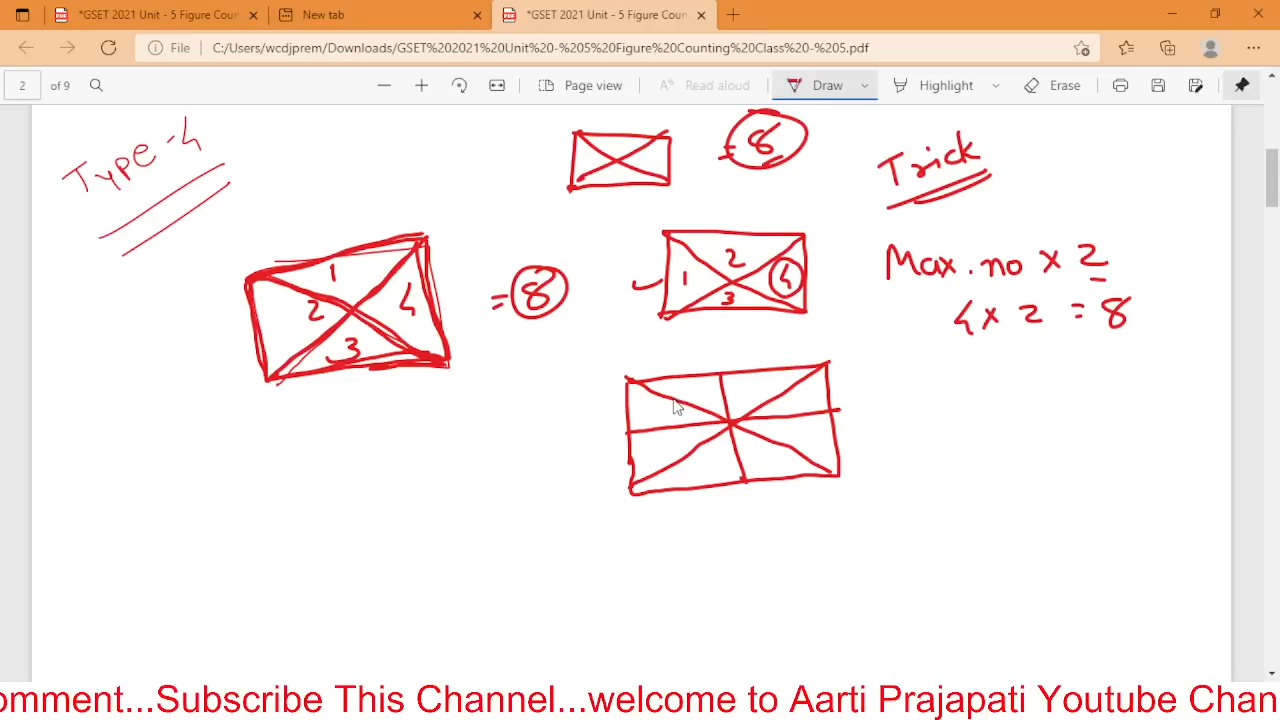 *GSET 2021 Unit - 5 Figure Coun
New tab
*GSET 2021 Unit - 5 Figure Coun
File
C:/Users/wcdjprem/Downloads/GSET%202021%20Unit%20-%205%20Figure%20Counting%20Class%20-%205.pdf
2 of 9
Page view
Read aloud
Draw
Highlight
Erase
Type-4
= 8
Trick
1
2
3
4
= 8
1
2
3
4
Max.no x 2
4 x 2 = 8
omment...Subscribe This Channel...welcome to Aarti Prajapati Youtube Chan